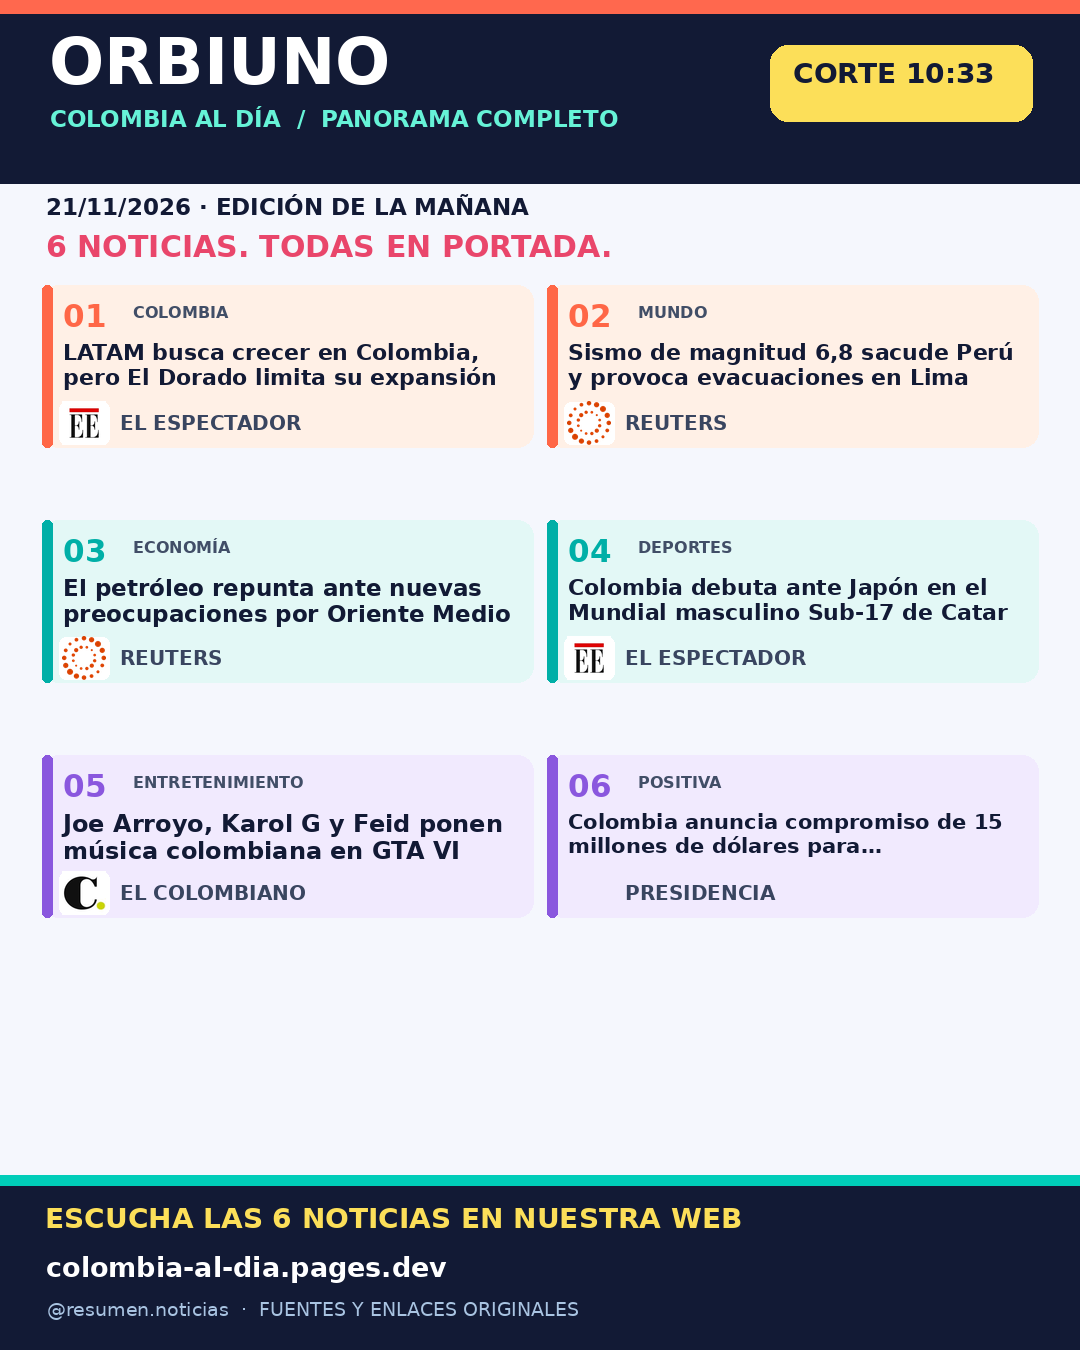 ORBIUNO
COLOMBIA AL DÍA / PANORAMA COMPLETO
CORTE 10:33
21/11/2026 · EDICIÓN DE LA MAÑANA
6 NOTICIAS. TODAS EN PORTADA.
01 COLOMBIA
LATAM busca crecer en Colombia,
pero El Dorado limita su expansión
EE EL ESPECTADOR
02 MUNDO
Sismo de magnitud 6,8 sacude Perú
y provoca evacuaciones en Lima
REUTERS
03 ECONOMÍA
El petróleo repunta ante nuevas
preocupaciones por Oriente Medio
REUTERS
04 DEPORTES
Colombia debuta ante Japón en el
Mundial masculino Sub-17 de Catar
EE EL ESPECTADOR
05 ENTRETENIMIENTO
Joe Arroyo, Karol G y Feid ponen
música colombiana en GTA VI
C. EL COLOMBIANO
06 POSITIVA
Colombia anuncia compromiso de 15
millones de dólares para...
PRESIDENCIA
ESCUCHA LAS 6 NOTICIAS EN NUESTRA WEB
colombia-al-dia.pages.dev
@resumen.noticias · FUENTES Y ENLACES ORIGINALES